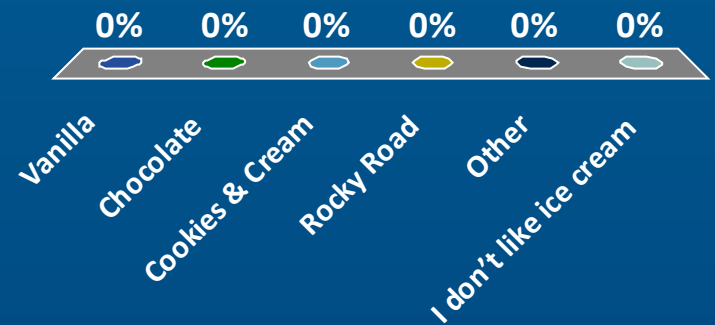 0% 0% 0% 0% 0% 0%
Vanilla
Chocolate
Cookies & Cream
Rocky Road
Other
I don't like ice cream